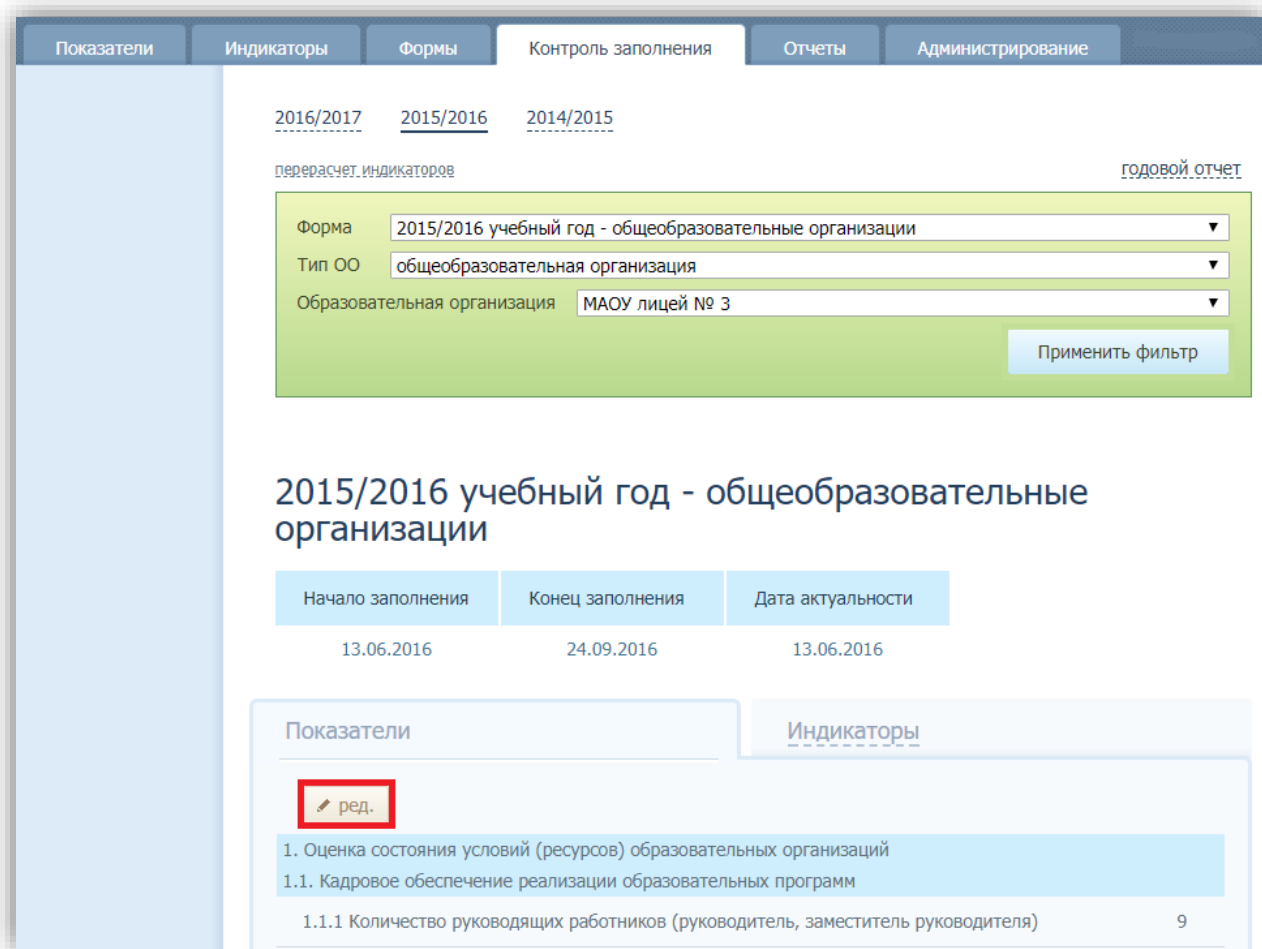 Показатели Индикаторы Формы Контроль заполнения Отчеты Администрирование
2016/2017 2015/2016 2014/2015
перерасчет индикаторов годовой отчет
Форма 2015/2016 учебный год - общеобразовательные организации
Тип ОО общеобразовательная организация
Образовательная организация МАОУ лицей № 3
Применить фильтр
2015/2016 учебный год - общеобразовательные
организации
Начало заполнения Конец заполнения Дата актуальности
13.06.2016 24.09.2016 13.06.2016
Показатели Индикаторы
ред.
1. Оценка состояния условий (ресурсов) образовательных организаций
1.1. Кадровое обеспечение реализации образовательных программ
1.1.1 Количество руководящих работников (руководитель, заместитель руководителя) 9